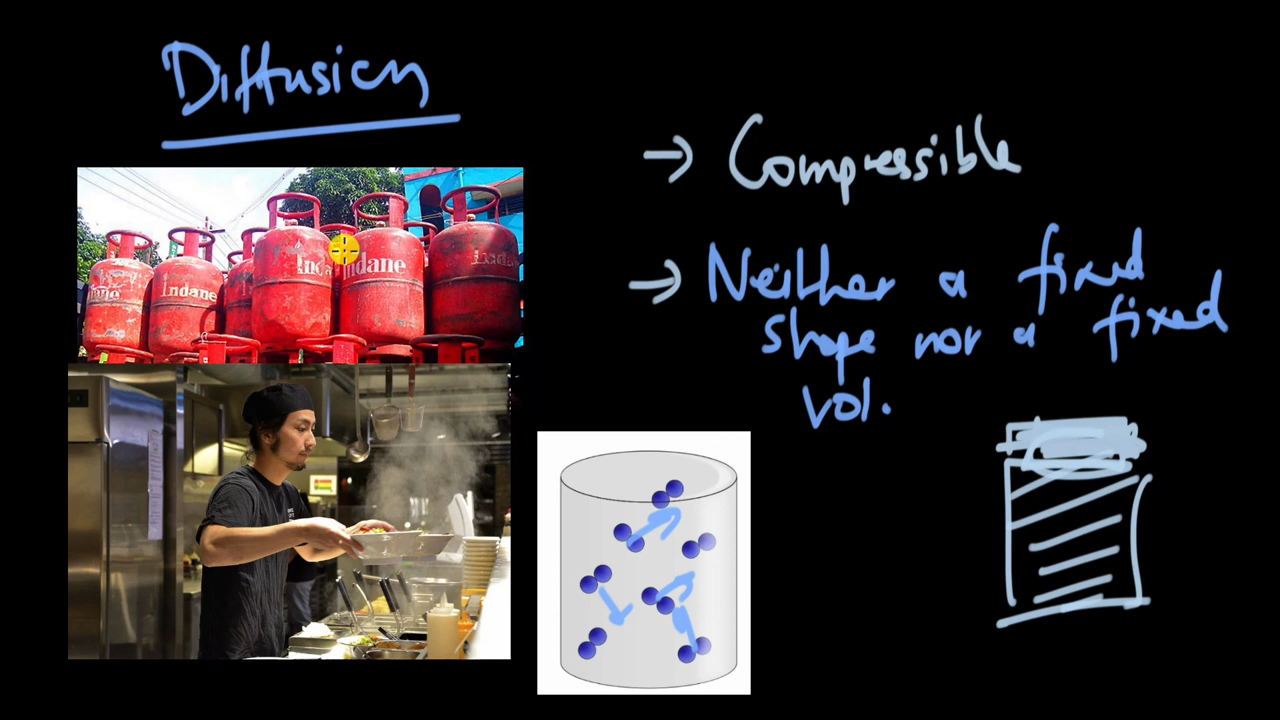 Diffusion
→ Compressible
→ Neither a fixed
shape nor a fixed
vol.
Indane
Indane
Indane